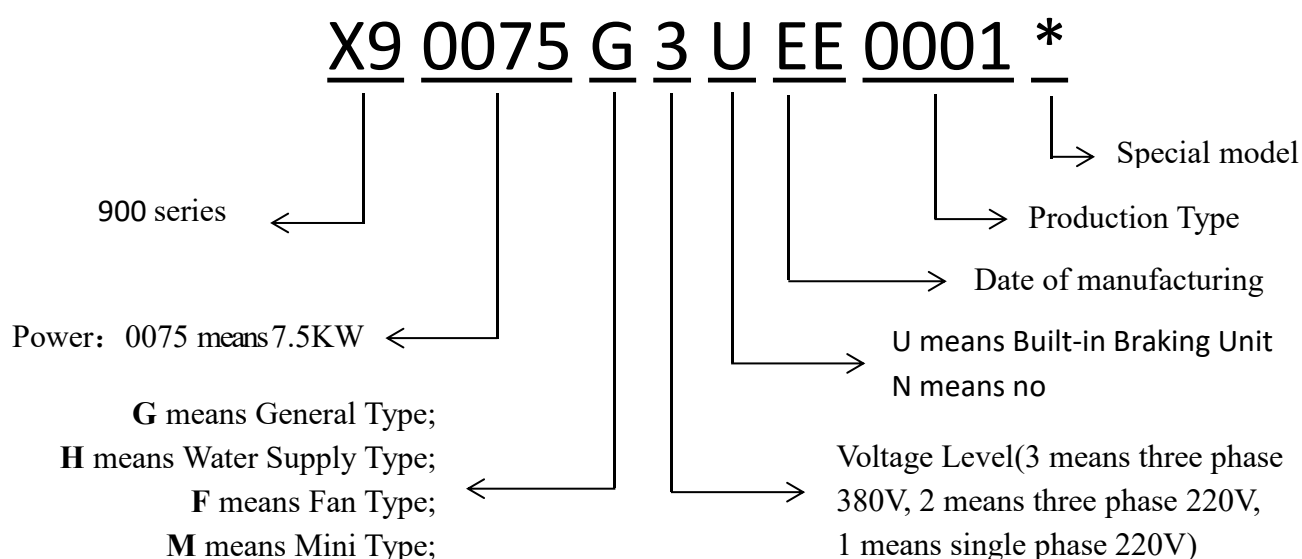 X9 0075 G 3 U EE 0001 *
Special model
900 series
Production Type
Date of manufacturing
Power：0075 means7.5KW
U means Built-in Braking Unit
N means no
G means General Type;
H means Water Supply Type;
F means Fan Type;
M means Mini Type;
Voltage Level(3 means three phase
380V, 2 means three phase 220V,
1 means single phase 220V)